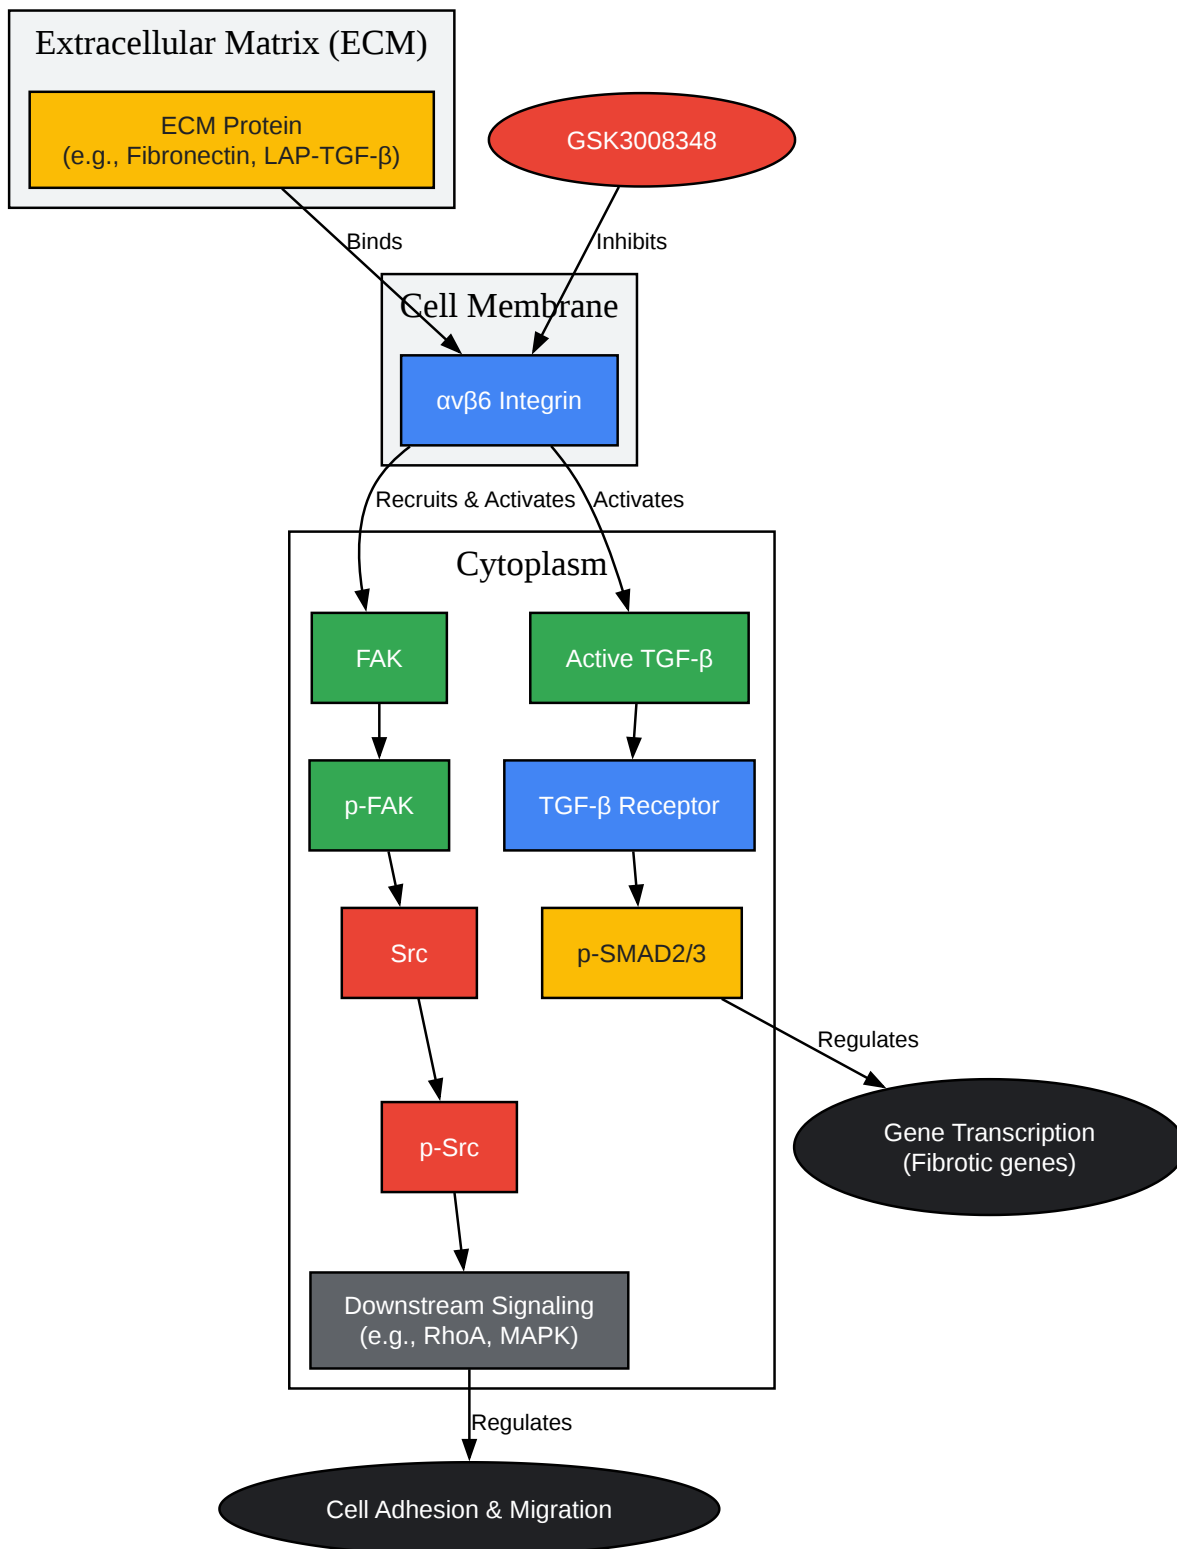 Extracellular Matrix (ECM)
ECM Protein
(e.g., Fibronectin, LAP-TGF-β)
GSK3008348
Binds
Inhibits
Cell Membrane
αvβ6 Integrin
Recruits & Activates
Activates
Cytoplasm
FAK
Active TGF-β
p-FAK
TGF-β Receptor
Src
p-SMAD2/3
Regulates
p-Src
Gene Transcription
(Fibrotic genes)
Downstream Signaling
(e.g., RhoA, MAPK)
Regulates
Cell Adhesion & Migration